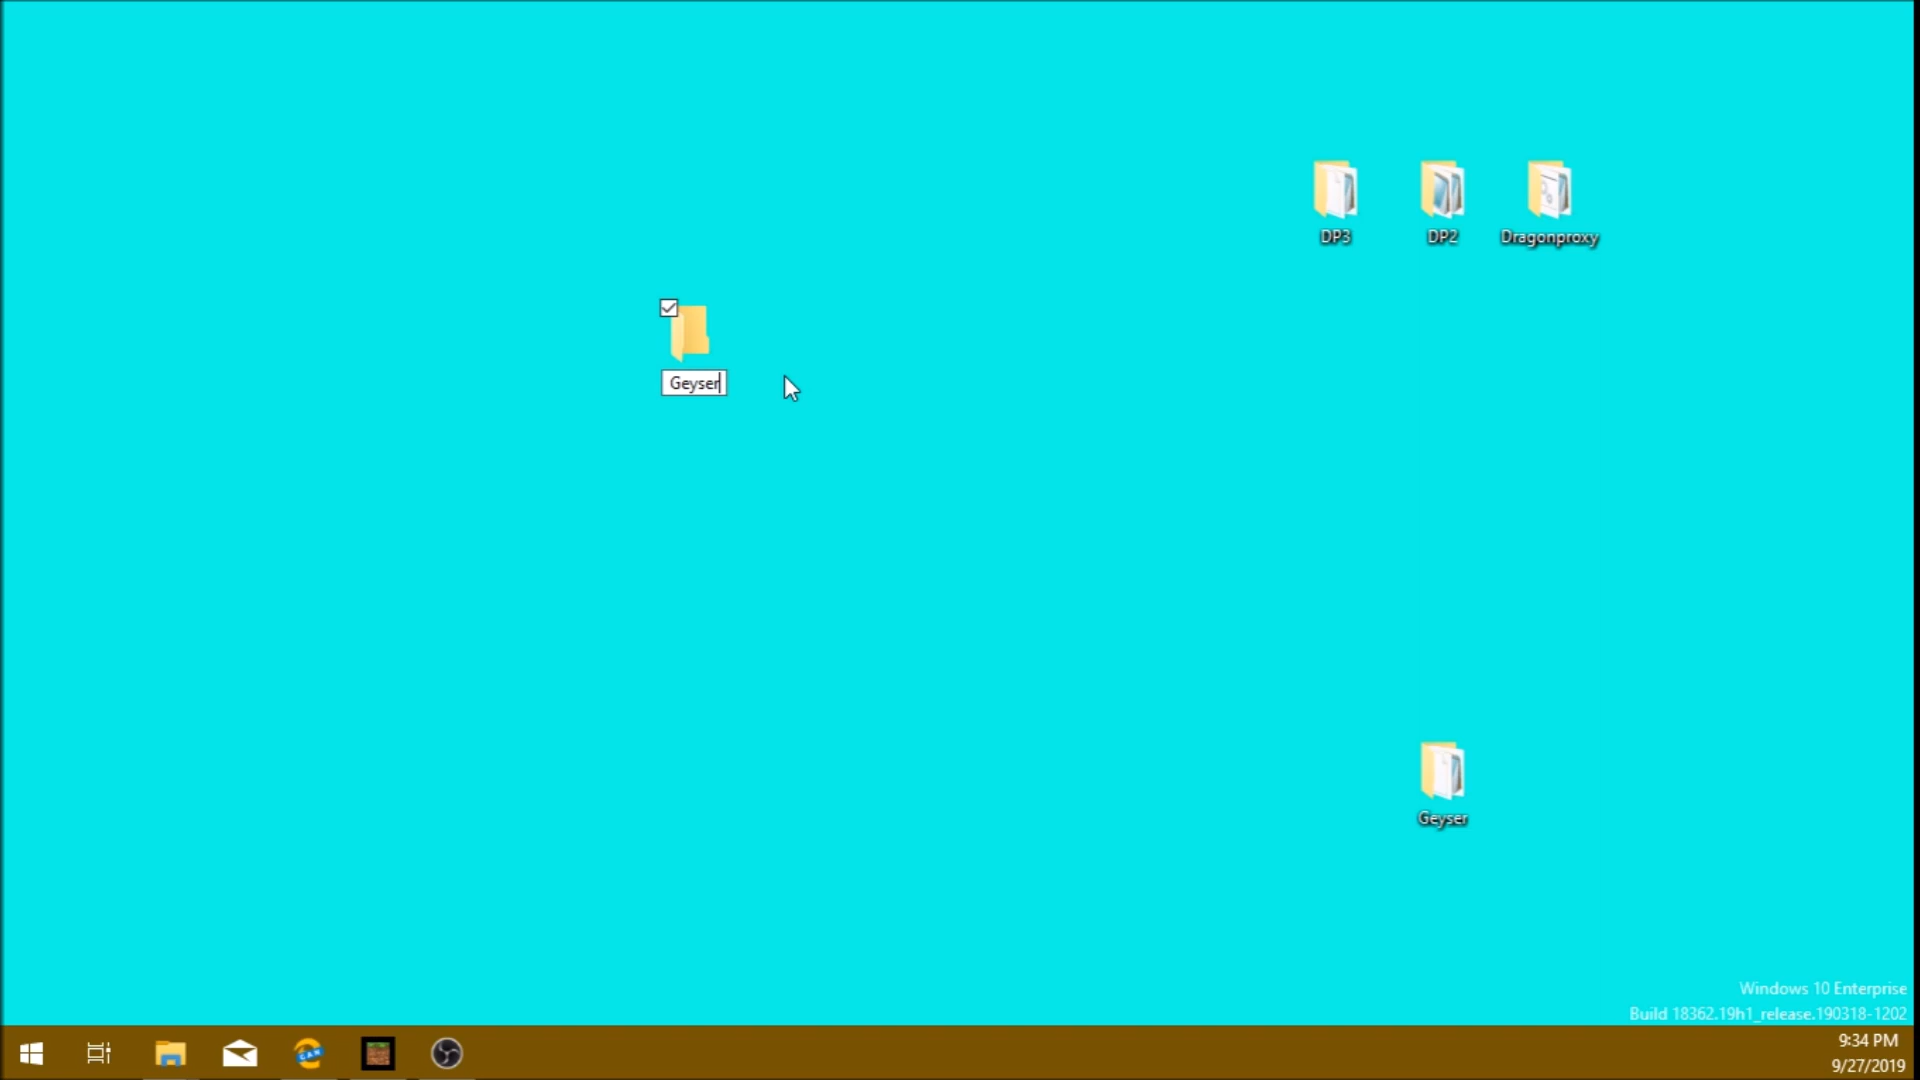 DP3
DP2
Dragonproxy
Geyser
Geyser
Windows 10 Enterprise
Build 18362.19h1_release.190318-1202
CAN
9:34 PM
9/27/2019